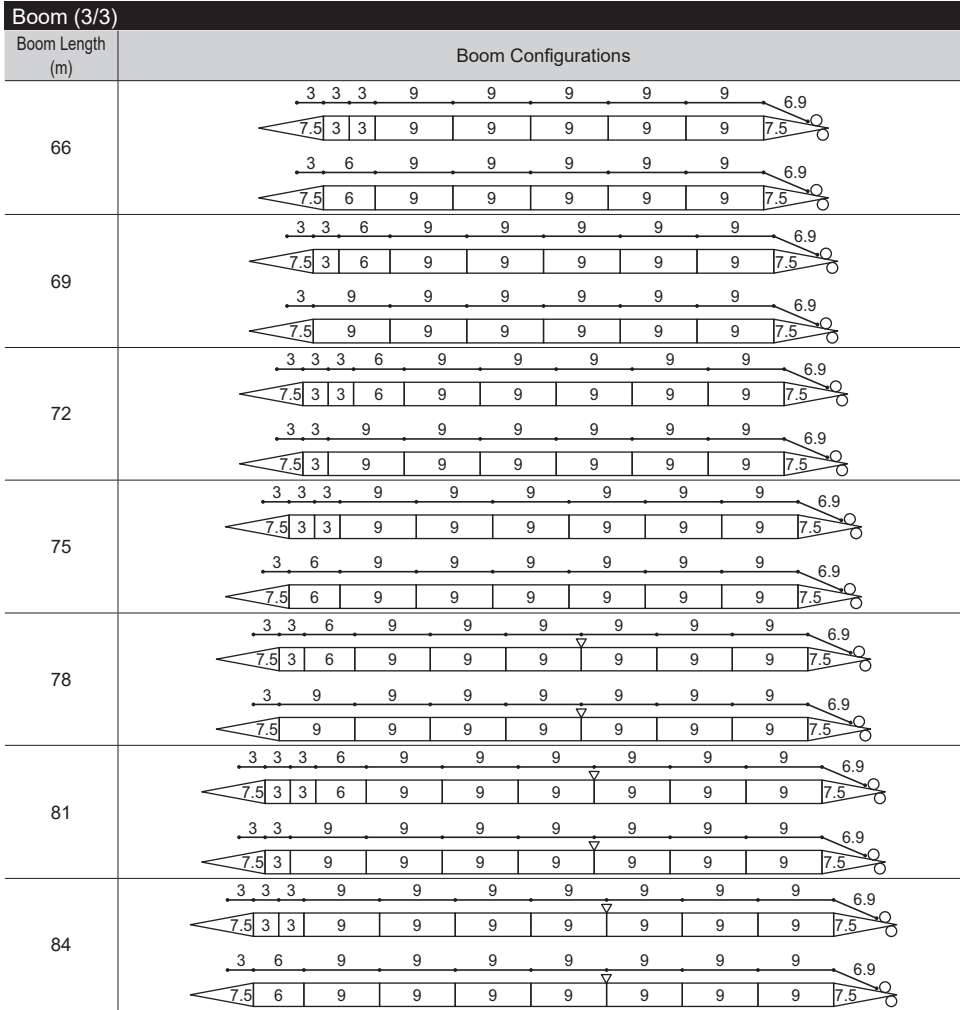 Boom (3/3)
Boom Length
(m)
Boom Configurations
66
3 3 3 9 9 9 9 9 6.9
7.5 3 3 9 9 9 9 9 7.5
3 6 9 9 9 9 9 6.9
7.5 6 9 9 9 9 9 7.5
69
3 3 6 9 9 9 9 9 6.9
7.5 3 6 9 9 9 9 9 7.5
3 9 9 9 9 9 9 6.9
7.5 9 9 9 9 9 9 7.5
72
3 3 3 6 9 9 9 9 9 6.9
7.5 3 3 6 9 9 9 9 9 7.5
3 3 9 9 9 9 9 9 6.9
7.5 3 9 9 9 9 9 9 7.5
75
3 3 3 9 9 9 9 9 9 6.9
7.5 3 3 9 9 9 9 9 9 7.5
3 6 9 9 9 9 9 9 6.9
7.5 6 9 9 9 9 9 9 7.5
78
3 3 6 9 9 9 9 9 9 6.9
7.5 3 6 9 9 9 9 9 9 7.5
3 9 9 9 9 9 9 9 6.9
7.5 9 9 9 9 9 9 9 7.5
81
3 3 3 6 9 9 9 9 9 9 6.9
7.5 3 3 6 9 9 9 9 9 9 7.5
3 3 9 9 9 9 9 9 9 6.9
7.5 3 9 9 9 9 9 9 9 7.5
84
3 3 3 9 9 9 9 9 9 9 6.9
7.5 3 3 9 9 9 9 9 9 9 7.5
3 6 9 9 9 9 9 9 9 6.9
7.5 6 9 9 9 9 9 9 9 7.5